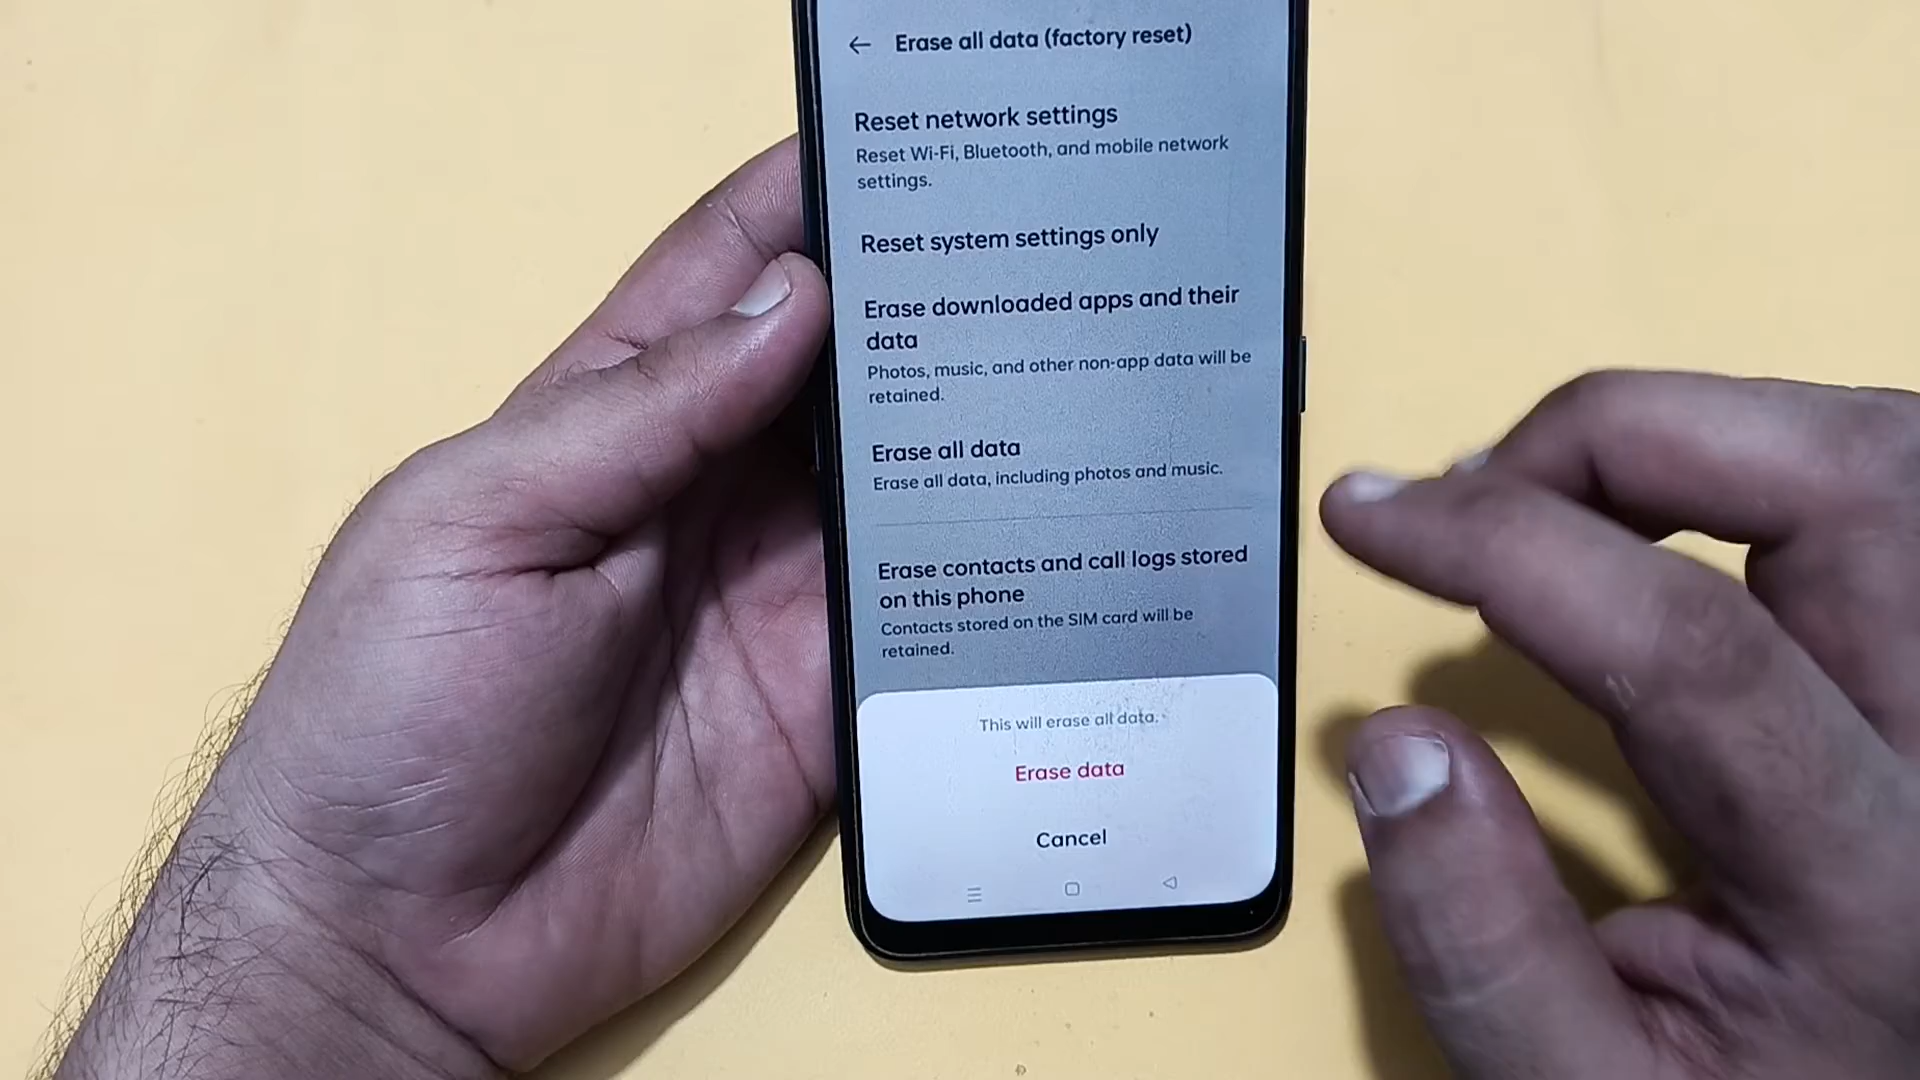 Erase all data (factory reset)
Reset network settings
Reset Wi-Fi, Bluetooth, and mobile network
settings.
Reset system settings only
Erase downloaded apps and their
data
Photos, music, and other non-app data will be
retained.
Erase all data
Erase all data, including photos and music.
Erase contacts and call logs stored
on this phone
Contacts stored on the SIM card will be
retained.
This will erase all data.
Erase data
Cancel